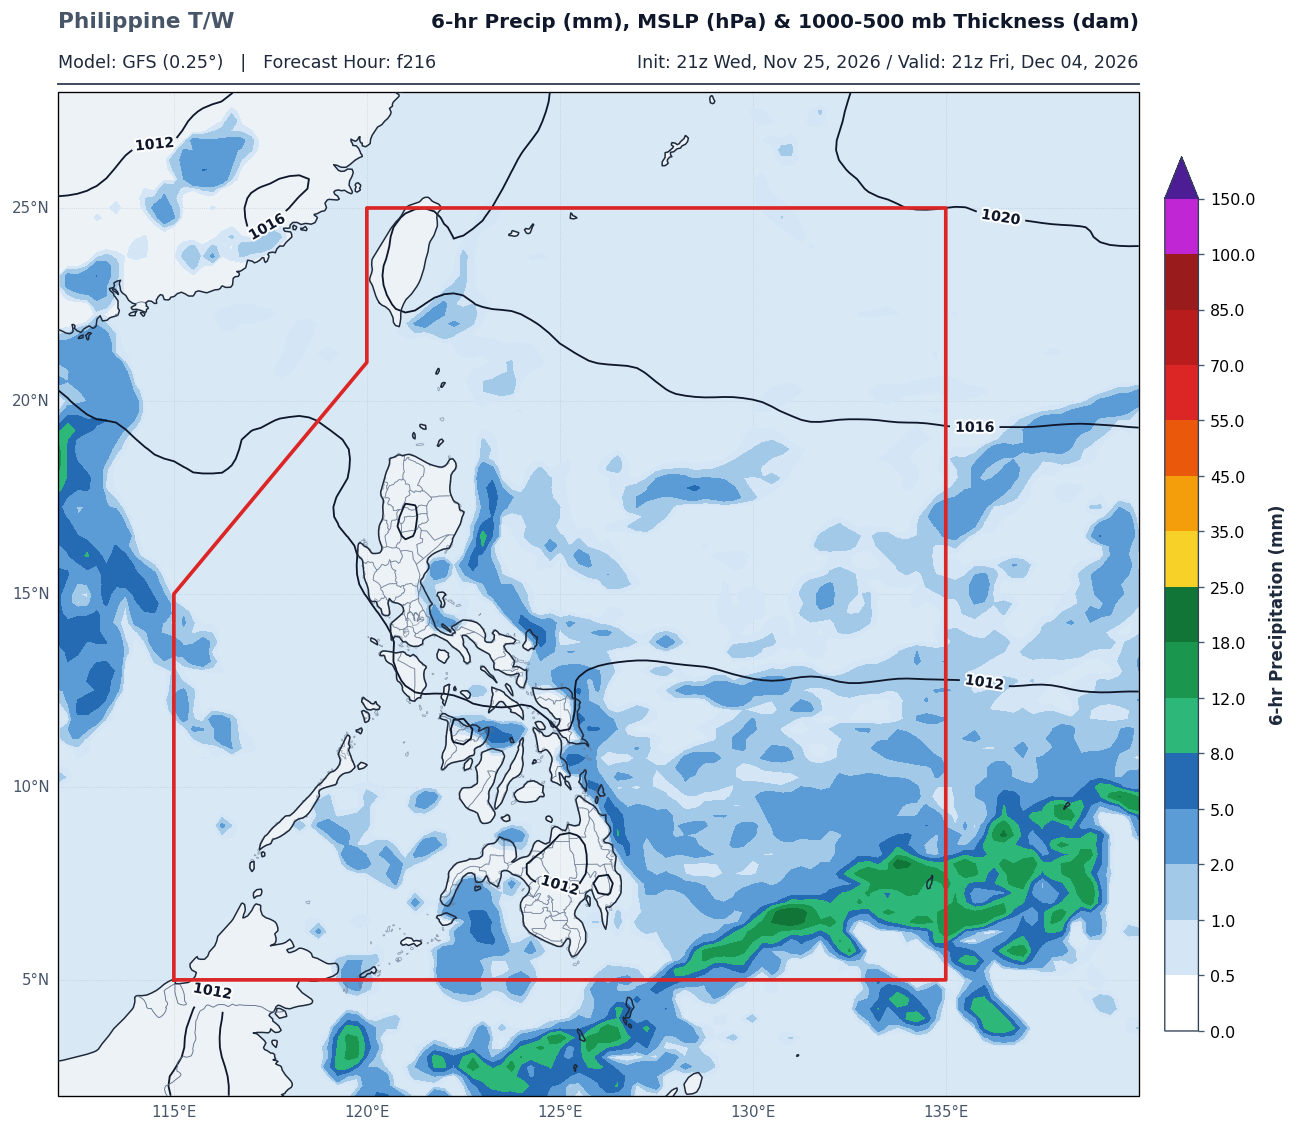 Philippine T/W
6-hr Precip (mm), MSLP (hPa) & 1000-500 mb Thickness (dam)
Model: GFS (0.25°) | Forecast Hour: f216
Init: 21z Wed, Nov 25, 2026 / Valid: 21z Fri, Dec 04, 2026
1012
1016
1020
1016
1012
1012
1012
25°N
20°N
15°N
10°N
5°N
115°E
120°E
125°E
130°E
135°E
150.0
100.0
85.0
70.0
55.0
45.0
35.0
25.0
18.0
12.0
8.0
5.0
2.0
1.0
0.5
0.0
6-hr Precipitation (mm)